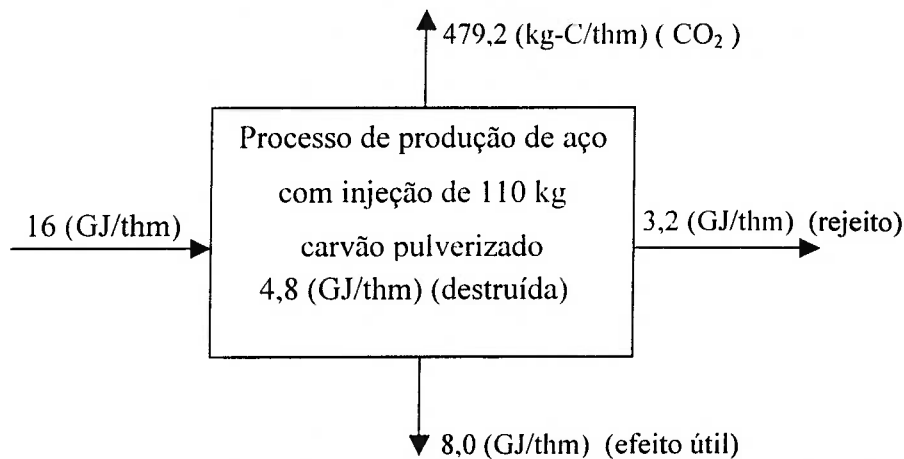 479,2 (kg-C/thm) ( CO₂ )
Processo de produção de aço
com injeção de 110 kg
carvão pulverizado
4,8 (GJ/thm) (destruída)
16 (GJ/thm)
3,2 (GJ/thm) (rejeito)
8,0 (GJ/thm) (efeito útil)